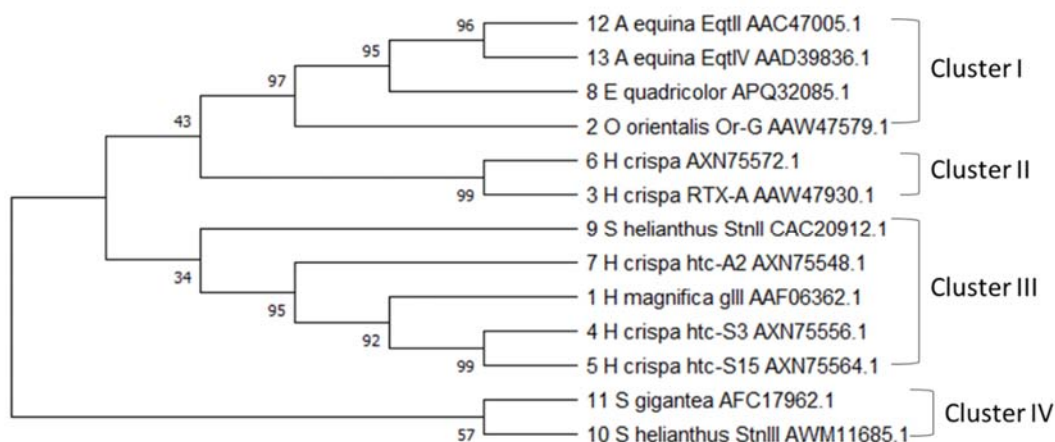 96
12 A equina EqtII AAC47005.1
95
13 A equina EqtIV AAD39836.1
Cluster I
97
8 E quadricolor APQ32085.1
43
2 O orientalis Or-G AAW47579.1
6 H crispa AXN75572.1
Cluster II
99
3 H crispa RTX-A AAW47930.1
9 S helianthus StnII CAC20912.1
34
7 H crispa htc-A2 AXN75548.1
95
1 H magnifica gIII AAF06362.1
Cluster III
92
4 H crispa htc-S3 AXN75556.1
99
5 H crispa htc-S15 AXN75564.1
11 S gigantea AFC17962.1
Cluster IV
57
10 S helianthus StnIII AWM11685.1